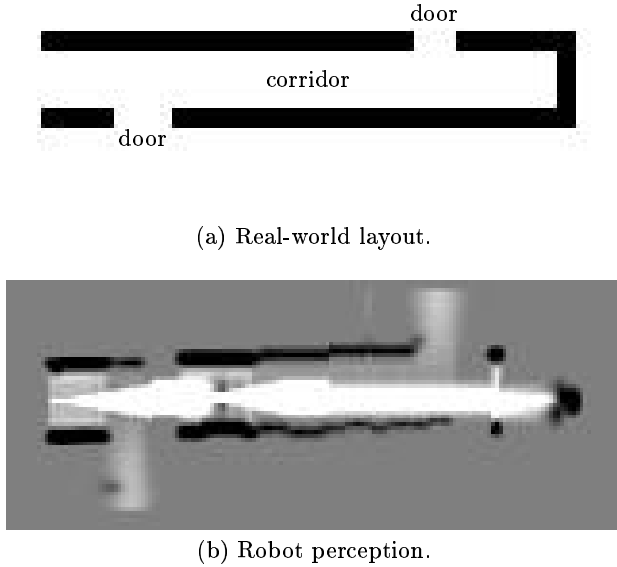 door
corridor
door
(a) Real-world layout.
(b) Robot perception.